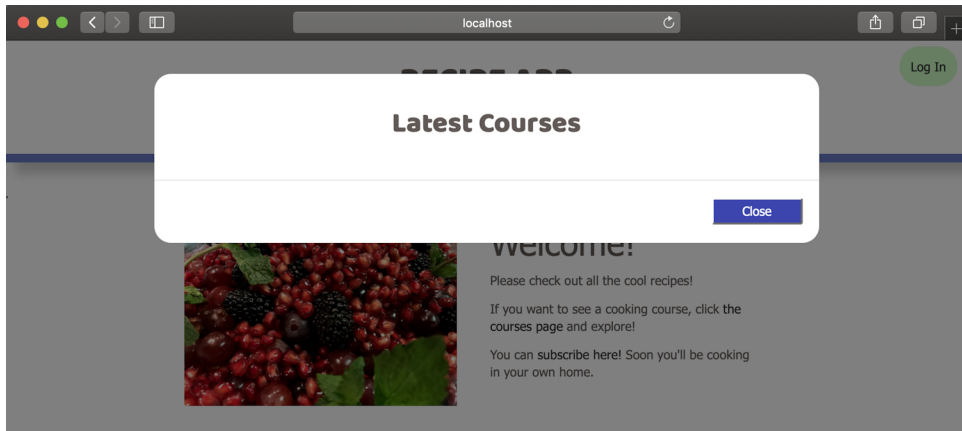 localhost
Log In
Latest Courses
Close
Welcome!
Please check out all the cool recipes!
If you want to see a cooking course, click the
courses page and explore!
You can subscribe here! Soon you'll be cooking
in your own home.